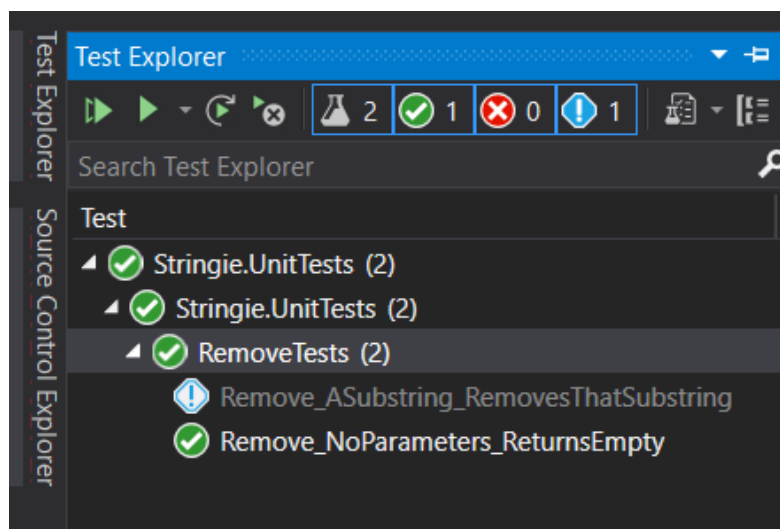 Test Explorer
Source Control Explorer
Test Explorer
2 1 0 1
Search Test Explorer
Test
Stringie.UnitTests (2)
Stringie.UnitTests (2)
RemoveTests (2)
Remove_ASubstring_RemovesThatSubstring
Remove_NoParameters_ReturnsEmpty